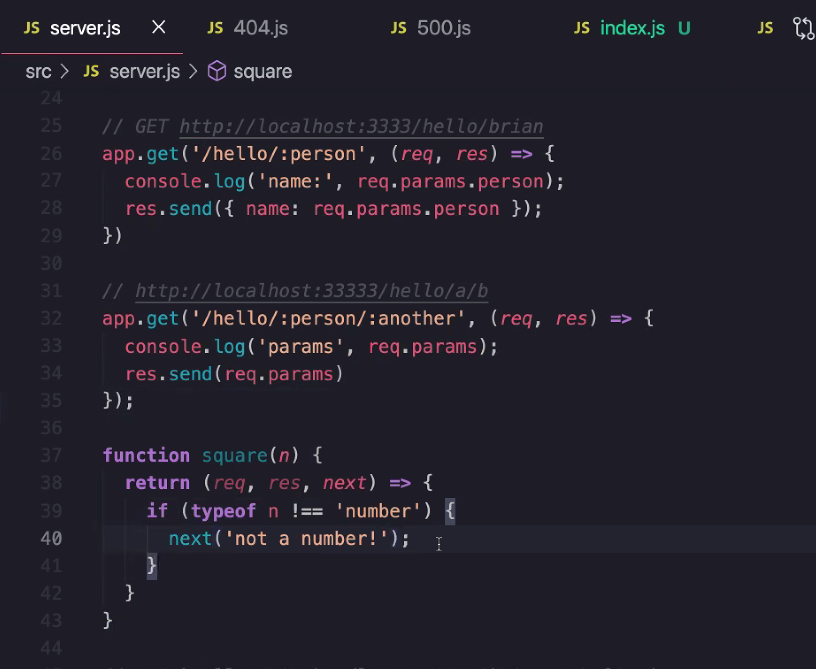 JS server.js × JS 404.js JS 500.js JS index.js U JS
src > JS server.js > square
24
25 // GET http://localhost:3333/hello/brian
26 app.get('/hello/:person', (req, res) => {
27 console.log('name:', req.params.person);
28 res.send({ name: req.params.person });
29 })
30
31 // http://localhost:33333/hello/a/b
32 app.get('/hello/:person/:another', (req, res) => {
33 console.log('params', req.params);
34 res.send(req.params)
35 });
36
37 function square(n) {
38 return (req, res, next) => {
39 if (typeof n !== 'number') {
40 next('not a number!');
41 }
42 }
43 }
44